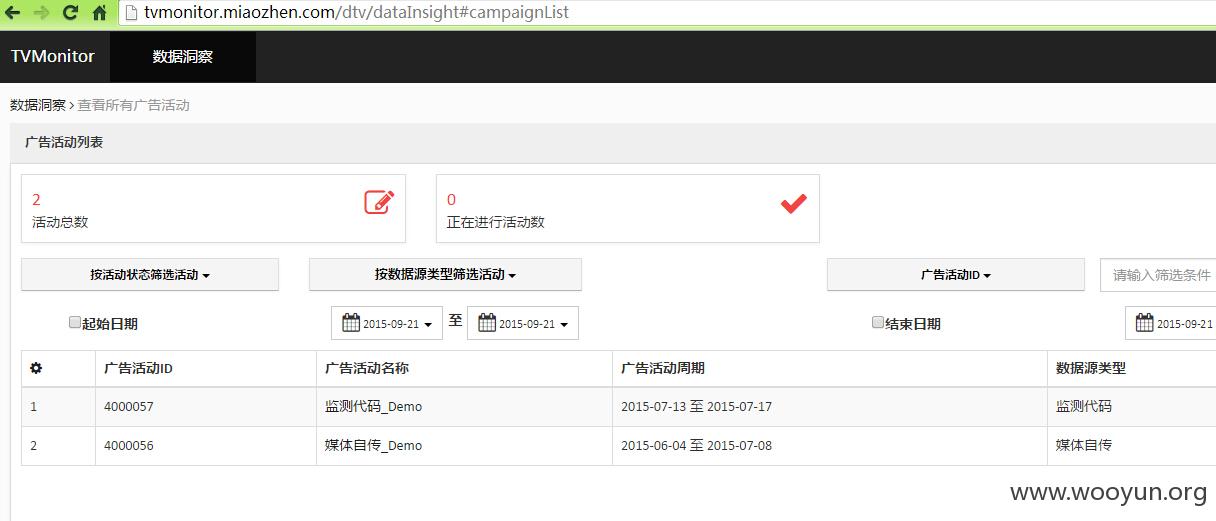 tvmonitor.miaozhen.com/dtv/dataInsight#campaignList
TVMonitor 数据洞察
数据洞察 > 查看所有广告活动
广告活动列表
2 0
活动总数 正在进行活动数
按活动状态筛选活动 按数据源类型筛选活动 广告活动ID 请输入筛选条件
起始日期 2015-09-21 至 2015-09-21 结束日期 2015-09-21
广告活动ID 广告活动名称 广告活动周期 数据源类型
1 4000057 监测代码_Demo 2015-07-13 至 2015-07-17 监测代码
2 4000056 媒体自传_Demo 2015-06-04 至 2015-07-08 媒体自传
www.wooyun.org